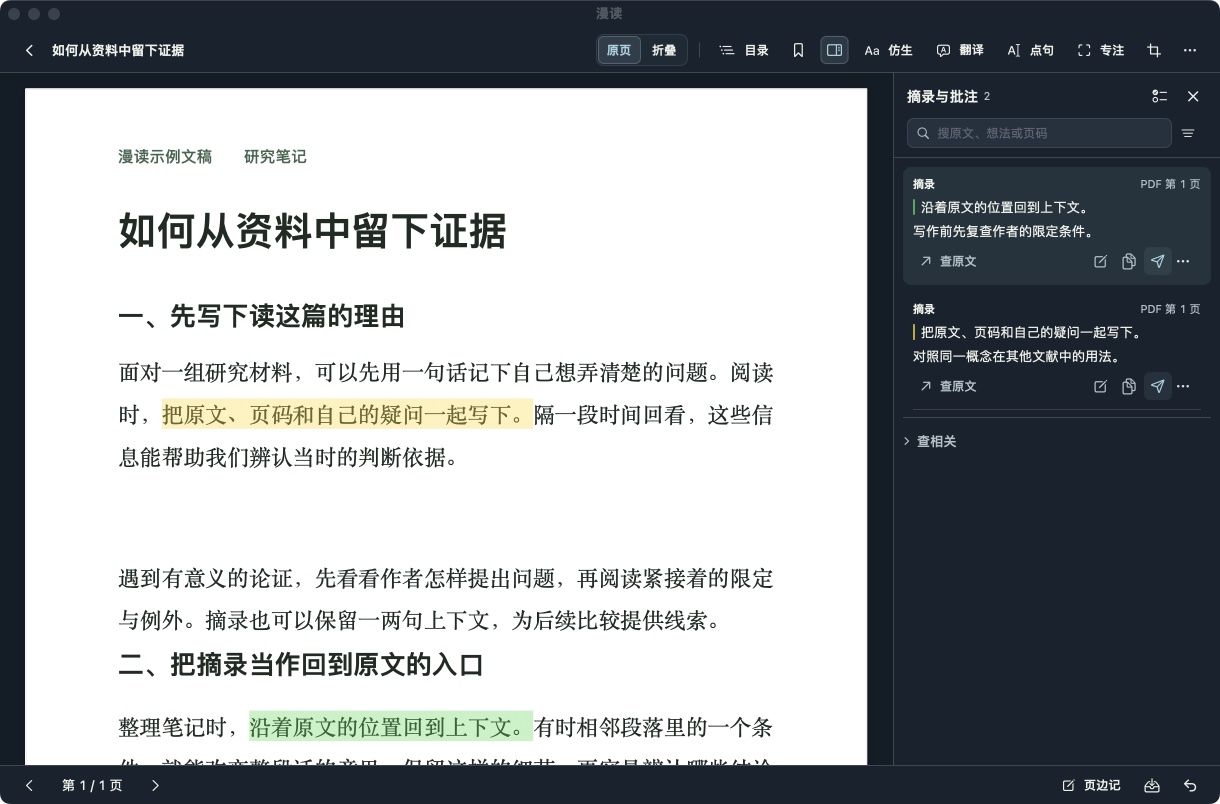 漫读
如何从资料中留下证据
原页 折叠 目录 Aa 仿生 翻译 点句 专注
摘录与批注 2
搜原文、想法或页码
摘录 PDF 第 1 页
沿着原文的位置回到上下文。
写作前先复查作者的限定条件。
查原文
摘录 PDF 第 1 页
把原文、页码和自己的疑问一起写下。
对照同一概念在其他文献中的用法。
查原文
查相关
漫读示例文稿 研究笔记
如何从资料中留下证据
一、先写下读这篇的理由
面对一组研究材料，可以先用一句话记下自己想弄清楚的问题。阅读
时，把原文、页码和自己的疑问一起写下。隔一段时间回看，这些信
息能帮助我们辨认当时的判断依据。
遇到有意义的论证，先看看作者怎样提出问题，再阅读紧接着的限定
与例外。摘录也可以保留一两句上下文，为后续比较提供线索。
二、把摘录当作回到原文的入口
整理笔记时，沿着原文的位置回到上下文。有时相邻段落里的一个条
第 1 / 1 页
页边记